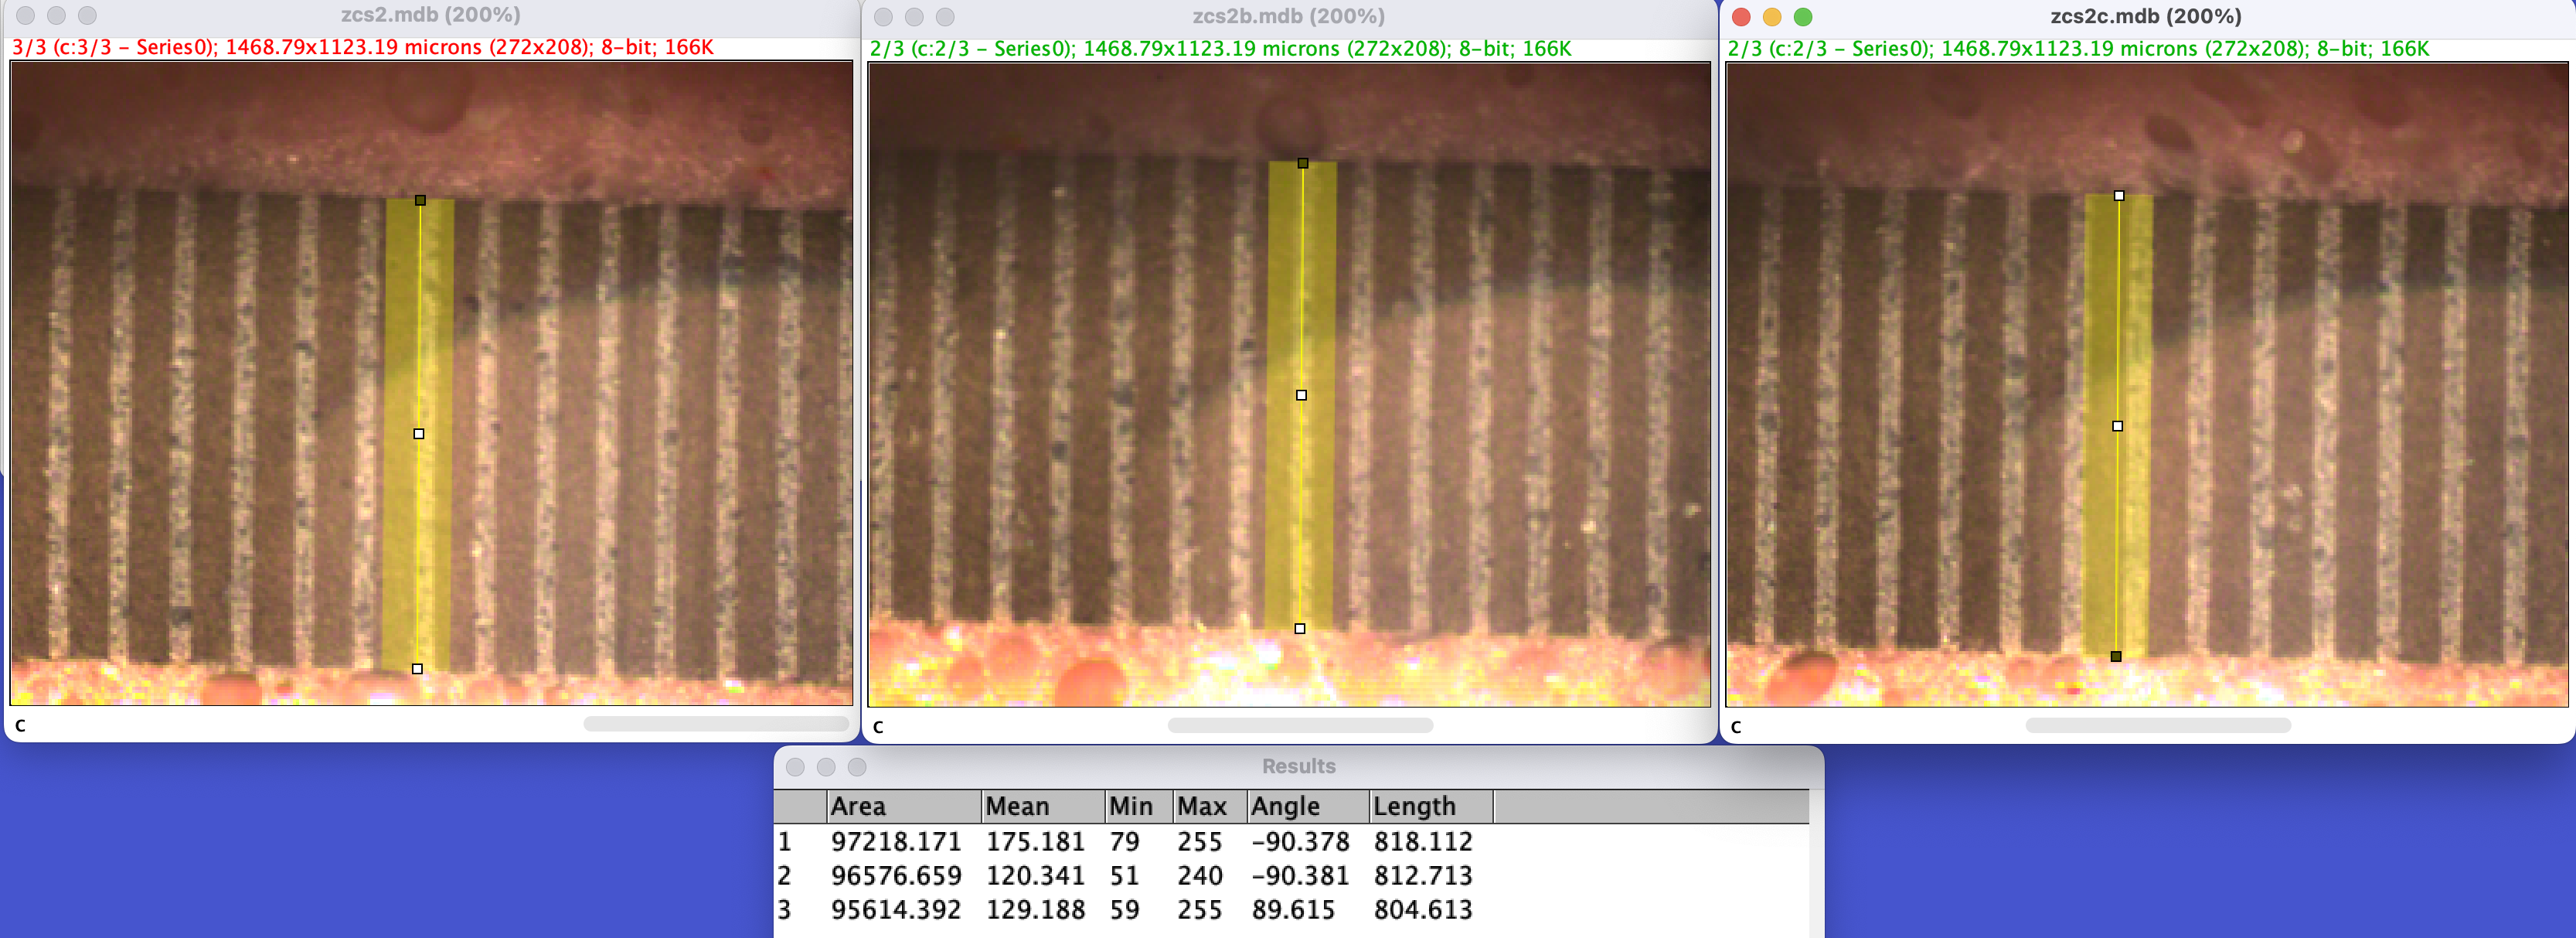 zcs2.mdb (200%)
3/3 (c:3/3 - Series0); 1468.79x1123.19 microns (272x208); 8-bit; 166K
c
zcs2b.mdb (200%)
2/3 (c:2/3 - Series0); 1468.79x1123.19 microns (272x208); 8-bit; 166K
c
zcs2c.mdb (200%)
2/3 (c:2/3 - Series0); 1468.79x1123.19 microns (272x208); 8-bit; 166K
c
Results
Area Mean Min Max Angle Length
1 97218.171 175.181 79 255 -90.378 818.112
2 96576.659 120.341 51 240 -90.381 812.713
3 95614.392 129.188 59 255 89.615 804.613